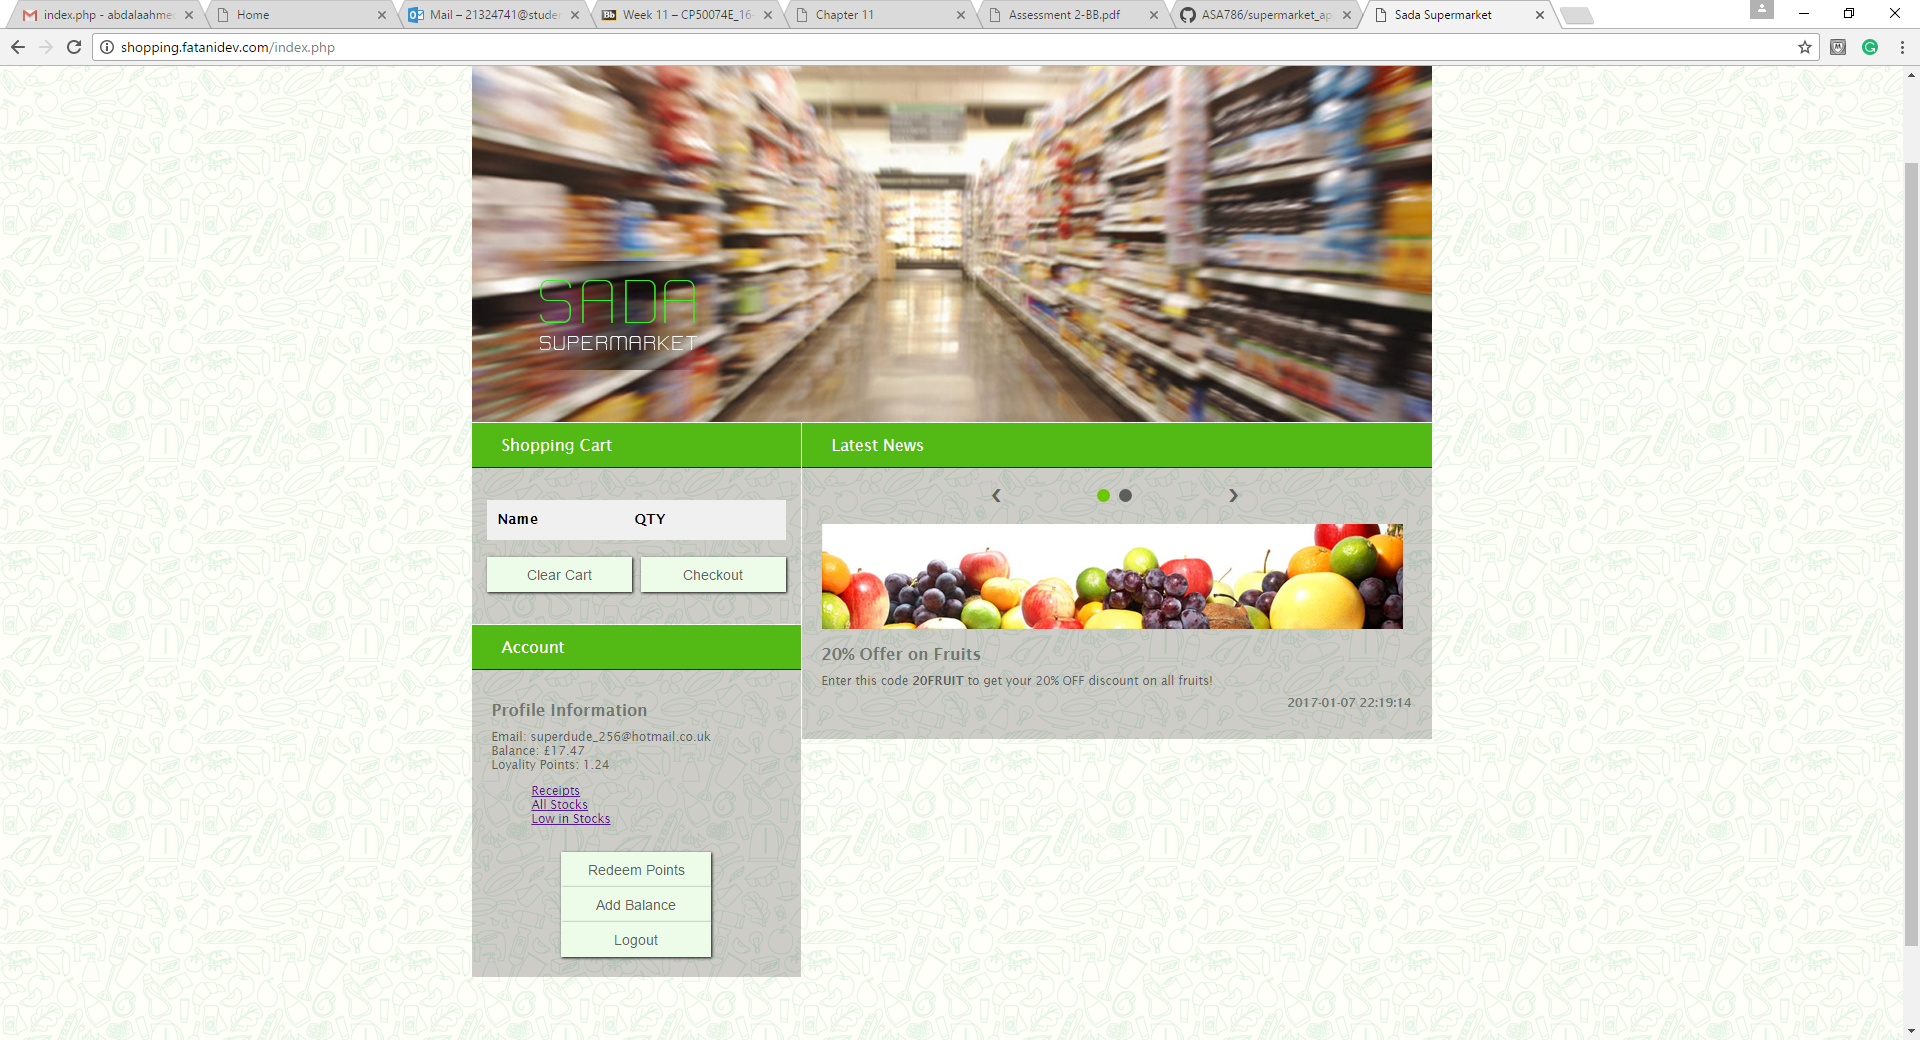 index.php - abdalaahmed
Home
Mail – 21324741@studen
Week 11 – CP50074E_16-
Chapter 11
Assessment 2-BB.pdf
ASA786/supermarket_ap
Sada Supermarket
shopping.fatanidev.com/index.php
SADA
SUPERMARKET
Shopping Cart
Name QTY
Clear Cart Checkout
Account
Profile Information
Email: superdude_256@hotmail.co.uk
Balance: £17.47
Loyality Points: 1.24
Receipts
All Stocks
Low in Stocks
Redeem Points
Add Balance
Logout
Latest News
20% Offer on Fruits
Enter this code 20FRUIT to get your 20% OFF discount on all fruits!
2017-01-07 22:19:14